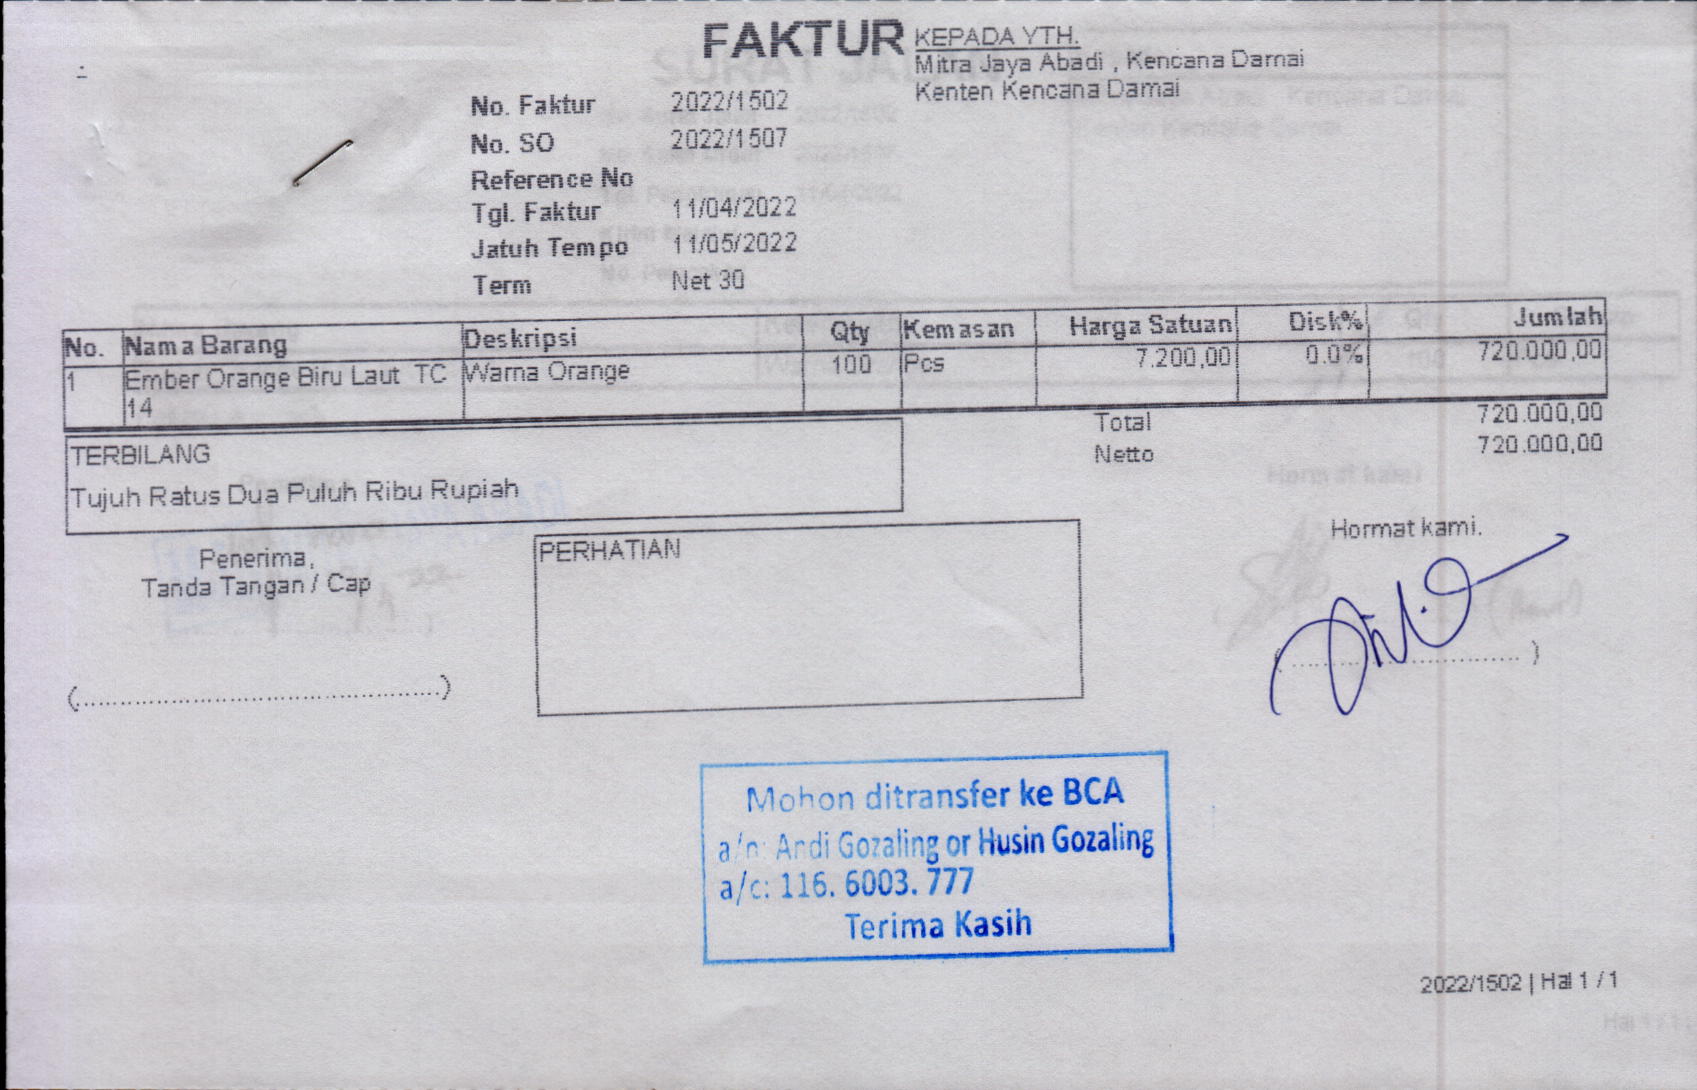 FAKTUR
KEPADA YTH.
Mitra Jaya Abadi , Kencana Damai
Kenten Kencana Damai
No. Faktur 2022/1502
No. SO 2022/1507
Reference No
Tgl. Faktur 11/04/2022
Jatuh Tempo 11/05/2022
Term Net 30
No. Nama Barang Deskripsi Qty Kemasan Harga Satuan Disk% Jumlah
1 Ember Orange Biru Laut TC Warna Orange 100 Pcs 7.200,00 0.0% 720.000,00
14
Total 720.000,00
Netto 720.000,00
TERBILANG
Tujuh Ratus Dua Puluh Ribu Rupiah
Penerima,
Tanda Tangan / Cap
PERHATIAN
Hormat kami.
Mohon ditransfer ke BCA
a/n: Andi Gozaling or Husin Gozaling
a/c: 116. 6003. 777
Terima Kasih
2022/1502 | Hal 1 / 1